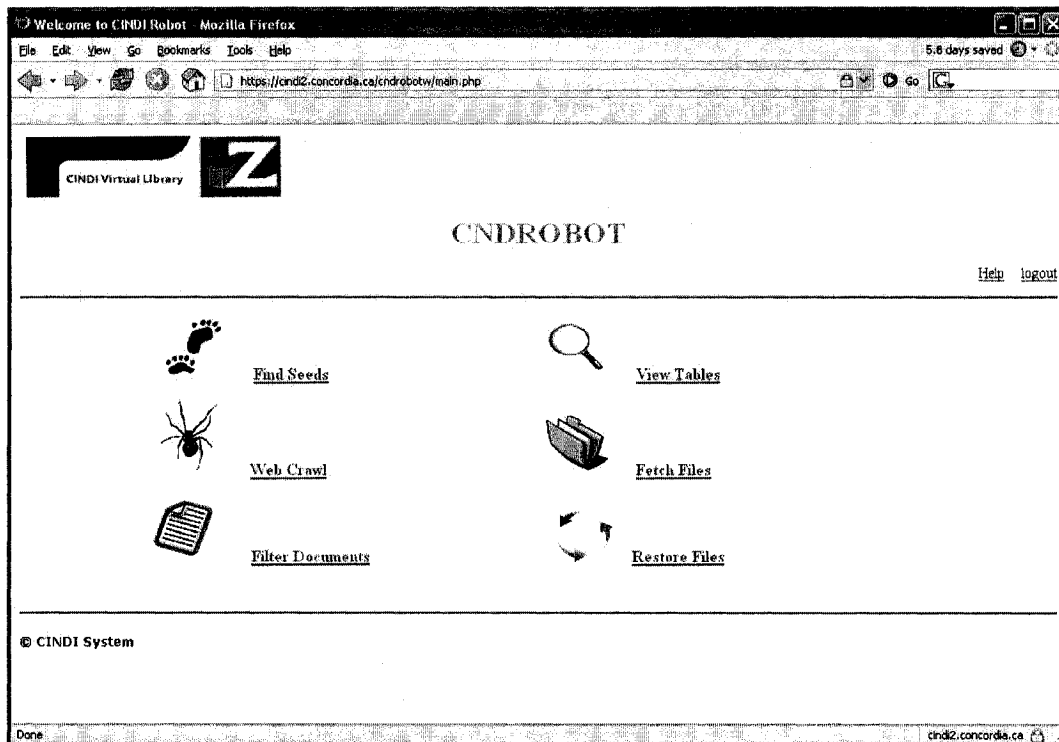 Welcome to CINDI Robot - Mozilla Firefox
File Edit View Go Bookmarks Tools Help
5.8 days saved
https://cindi2.concordia.ca/cndrobotw/main.php
Go
CINDI Virtual Library
Z
CNDROBOT
Help logout
Find Seeds
View Tables
Web Crawl
Fetch Files
Filter Documents
Restore Files
© CINDI System
Done
cindi2.concordia.ca